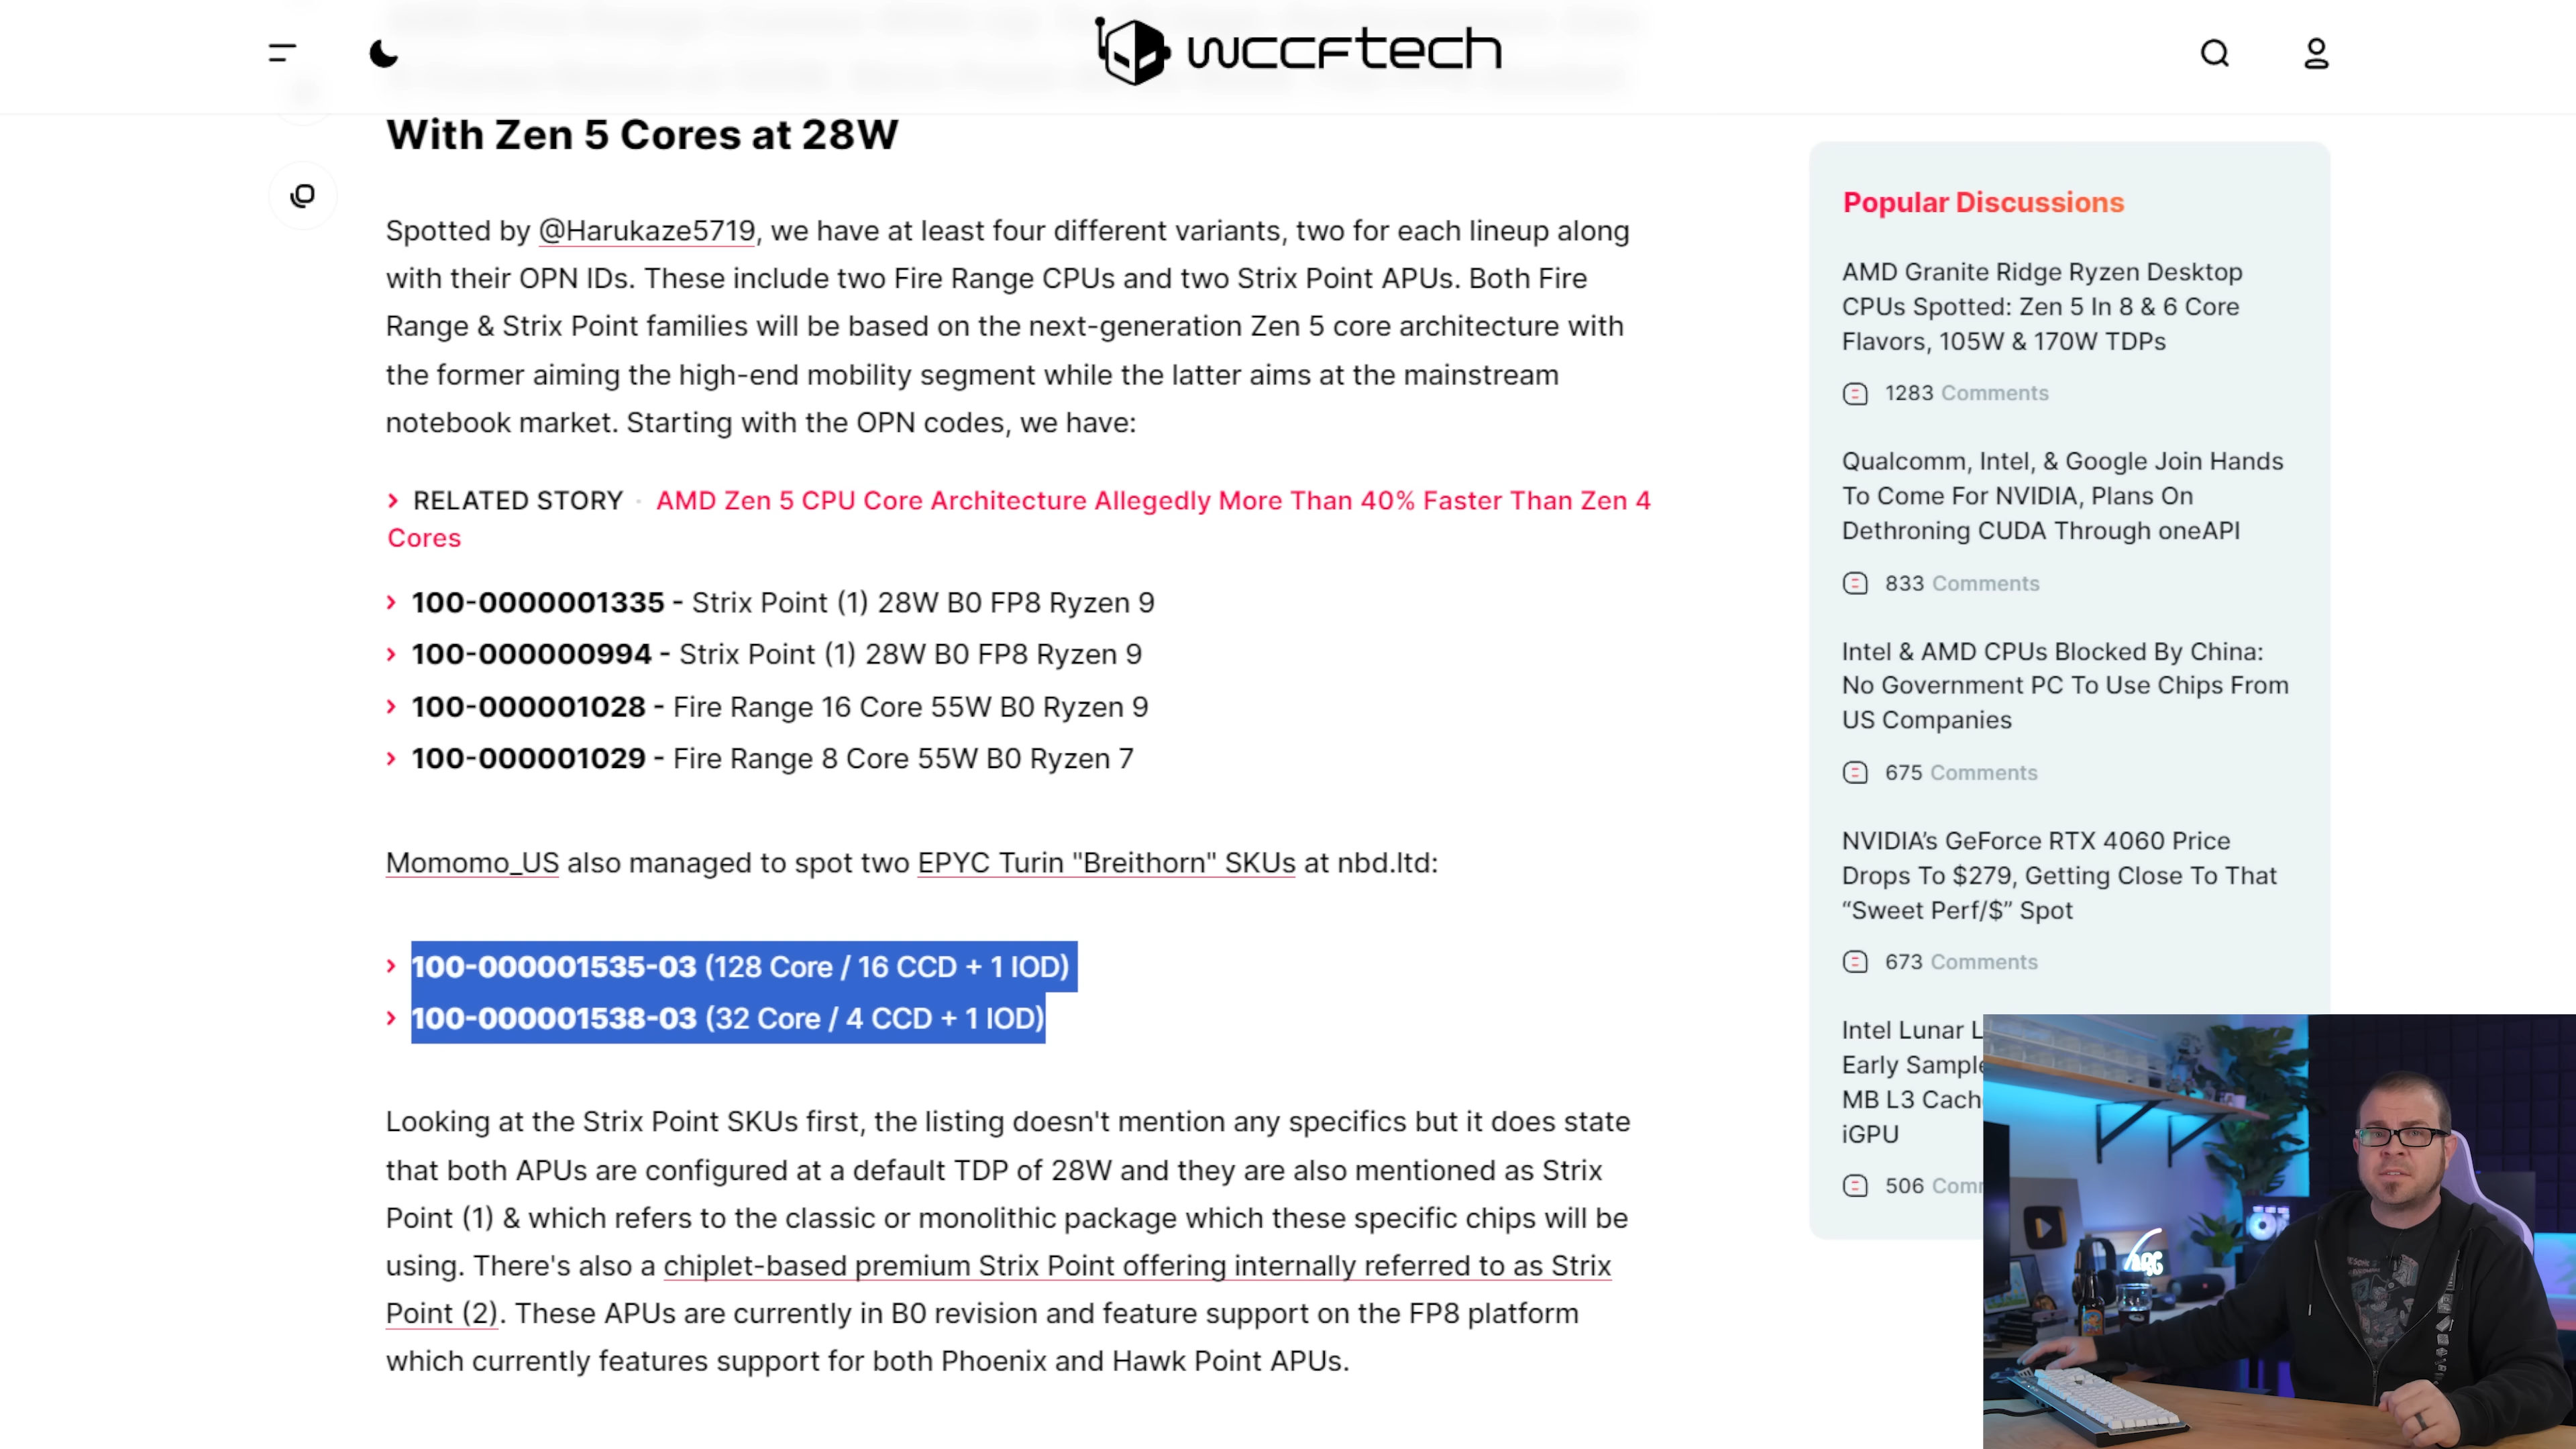 wccftech
With Zen 5 Cores at 28W
Spotted by @Harukaze5719, we have at least four different variants, two for each lineup along
with their OPN IDs. These include two Fire Range CPUs and two Strix Point APUs. Both Fire
Range & Strix Point families will be based on the next-generation Zen 5 core architecture with
the former aiming the high-end mobility segment while the latter aims at the mainstream
notebook market. Starting with the OPN codes, we have:
RELATED STORY · AMD Zen 5 CPU Core Architecture Allegedly More Than 40% Faster Than Zen 4
Cores
100-0000001335 - Strix Point (1) 28W B0 FP8 Ryzen 9
100-000000994 - Strix Point (1) 28W B0 FP8 Ryzen 9
100-000001028 - Fire Range 16 Core 55W B0 Ryzen 9
100-000001029 - Fire Range 8 Core 55W B0 Ryzen 7
Momomo_US also managed to spot two EPYC Turin "Breithorn" SKUs at nbd.ltd:
100-000001535-03 (128 Core / 16 CCD + 1 IOD)
100-000001538-03 (32 Core / 4 CCD + 1 IOD)
Looking at the Strix Point SKUs first, the listing doesn't mention any specifics but it does state
that both APUs are configured at a default TDP of 28W and they are also mentioned as Strix
Point (1) & which refers to the classic or monolithic package which these specific chips will be
using. There's also a chiplet-based premium Strix Point offering internally referred to as Strix
Point (2). These APUs are currently in B0 revision and feature support on the FP8 platform
which currently features support for both Phoenix and Hawk Point APUs.
Popular Discussions
AMD Granite Ridge Ryzen Desktop
CPUs Spotted: Zen 5 In 8 & 6 Core
Flavors, 105W & 170W TDPs
1283 Comments
Qualcomm, Intel, & Google Join Hands
To Come For NVIDIA, Plans On
Dethroning CUDA Through oneAPI
833 Comments
Intel & AMD CPUs Blocked By China:
No Government PC To Use Chips From
US Companies
675 Comments
NVIDIA's GeForce RTX 4060 Price
Drops To $279, Getting Close To That
“Sweet Perf/$” Spot
673 Comments
Intel Lunar L
Early Sample
MB L3 Cach
iGPU
506 Comm